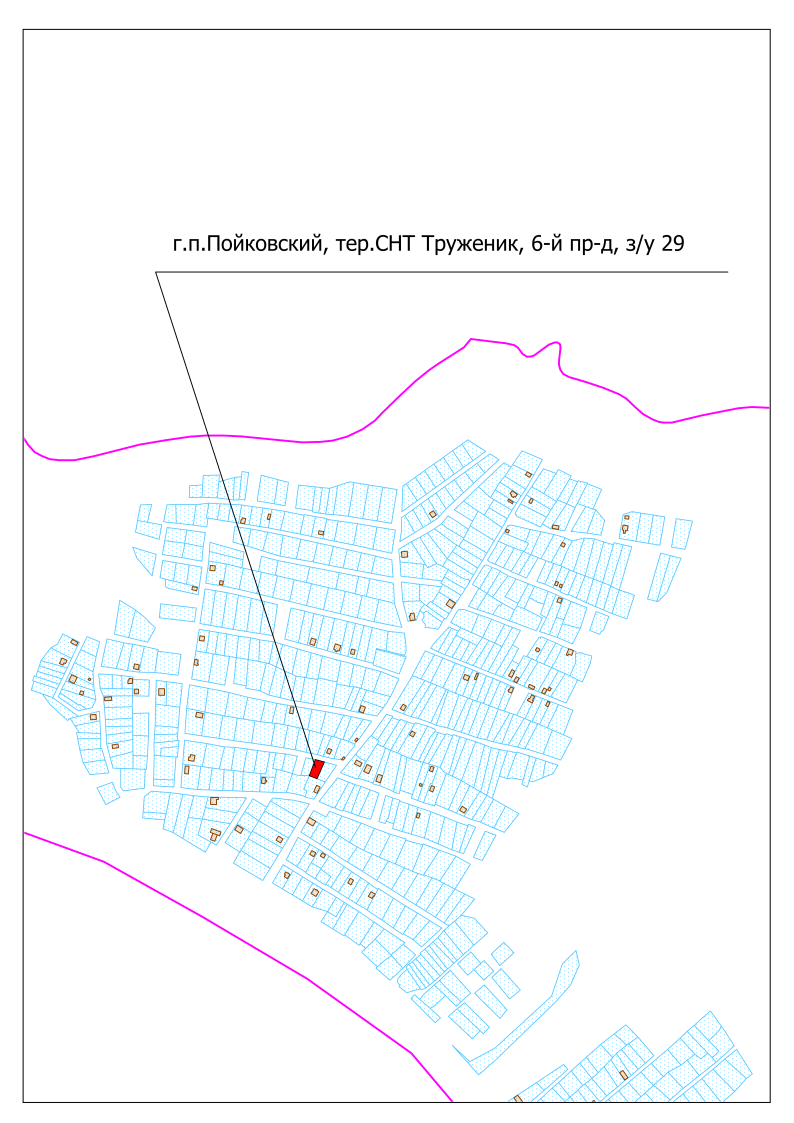 г.п.Пойковский, тер.СНТ Труженик, 6-й пр-д, з/у 29